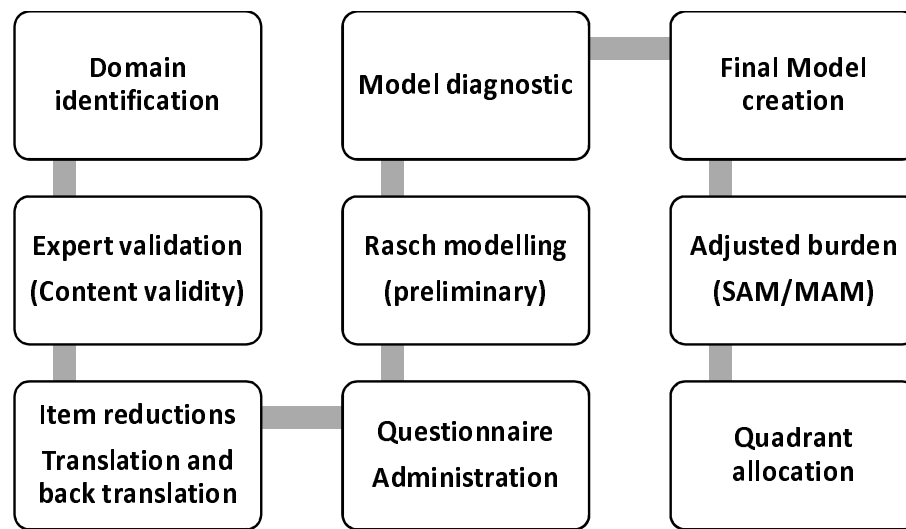 Domain
identification
Expert validation
(Content validity)
Item reductions
Translation and
back translation
Questionnaire
Administration
Rasch modelling
(preliminary)
Model diagnostic
Final Model
creation
Adjusted burden
(SAM/MAM)
Quadrant
allocation